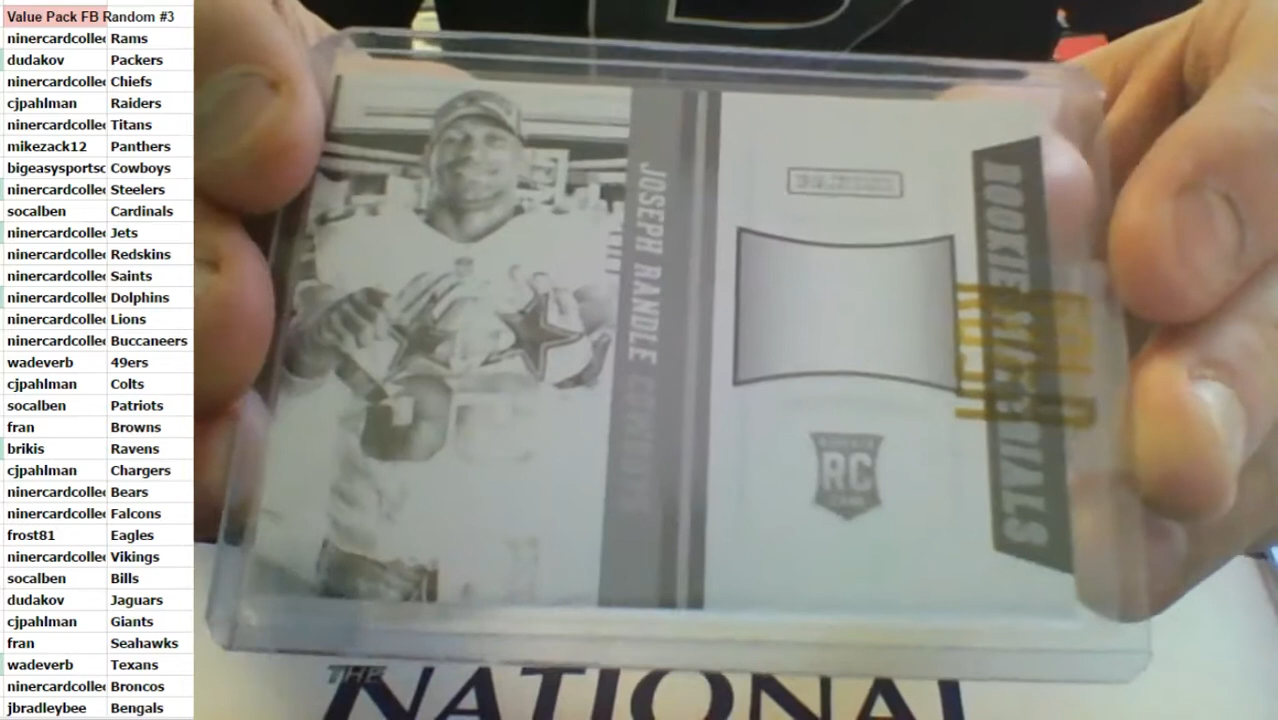 Value Pack FB Random #3
ninercardcolle Rams
dudakov Packers
ninercardcolle Chiefs
cjpahlman Raiders
ninercardcolle Titans
mikezack12 Panthers
bigeasysportsc Cowboys
ninercardcolle Steelers
socalben Cardinals
ninercardcolle Jets
ninercardcolle Redskins
ninercardcolle Saints
ninercardcolle Dolphins
ninercardcolle Lions
ninercardcolle Buccaneers
wadeverb 49ers
cjpahlman Colts
socalben Patriots
fran Browns
brikis Ravens
cjpahlman Chargers
ninercardcolle Bears
ninercardcolle Falcons
frost81 Eagles
ninercardcolle Vikings
socalben Bills
dudakov Jaguars
cjpahlman Giants
fran Seahawks
wadeverb Texans
ninercardcolle Broncos
jbradleybee Bengals
JOSEPH RANDLE COWBOYS
PANINI
RC
ROOKIE MATERIALS
THE
NATIONAL